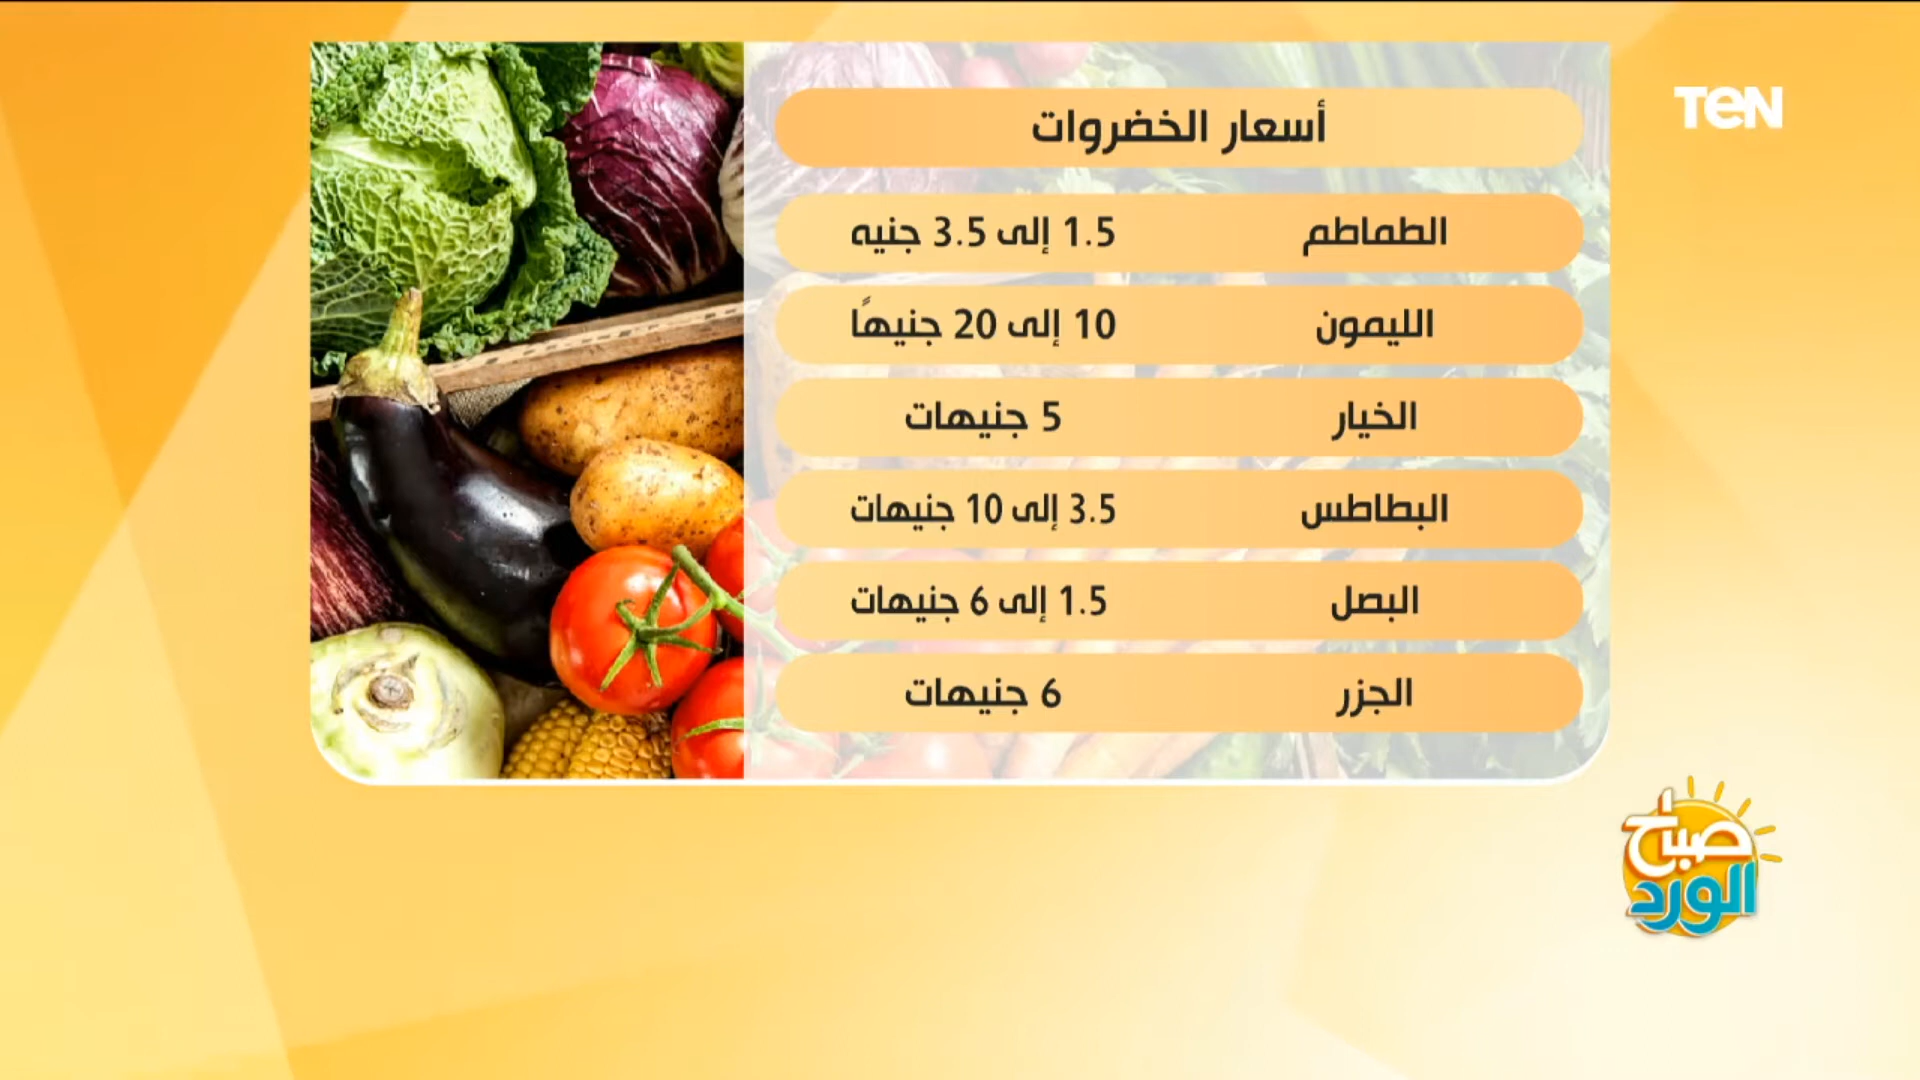 TeN
أسعار الخضروات
الطماطم 1.5 إلى 3.5 جنيه
الليمون 10 إلى 20 جنيهًا
الخيار 5 جنيهات
البطاطس 3.5 إلى 10 جنيهات
البصل 1.5 إلى 6 جنيهات
الجزر 6 جنيهات
صباح
الورد